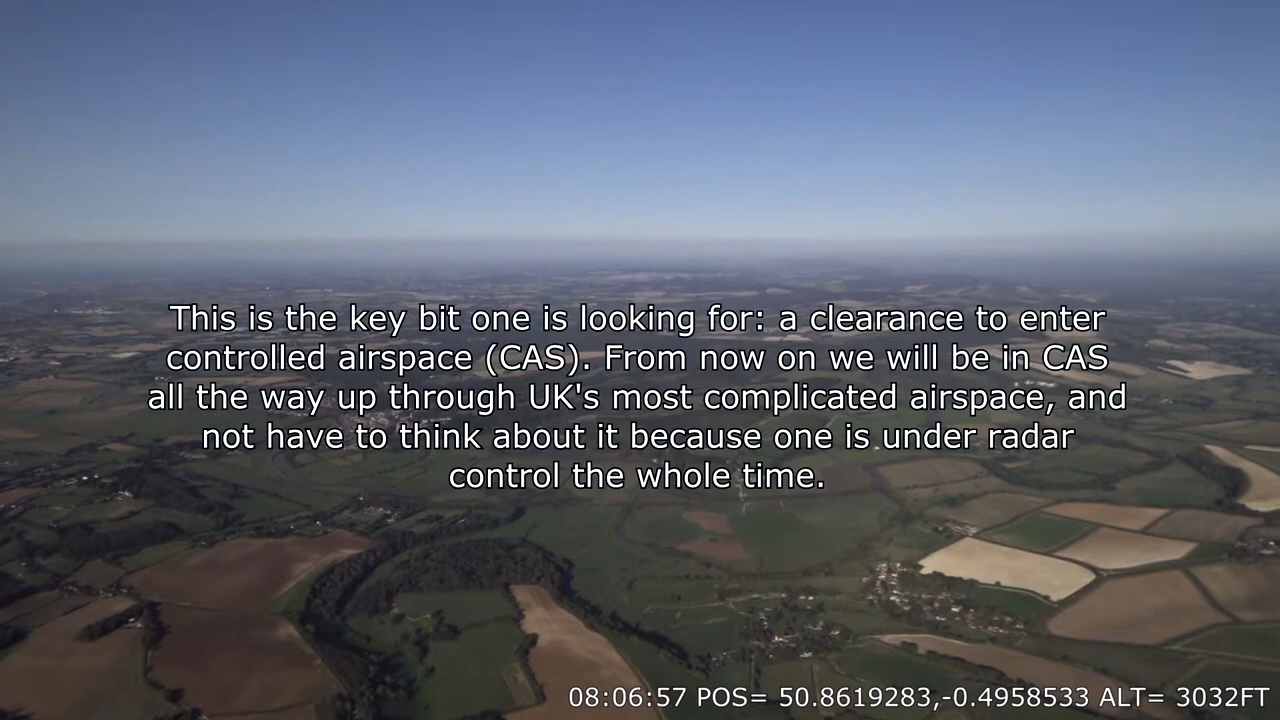 This is the key bit one is looking for: a clearance to enter
controlled airspace (CAS). From now on we will be in CAS
all the way up through UK's most complicated airspace, and
not have to think about it because one is under radar
control the whole time.
08:06:57 POS= 50.8619283,-0.4958533 ALT= 3032FT